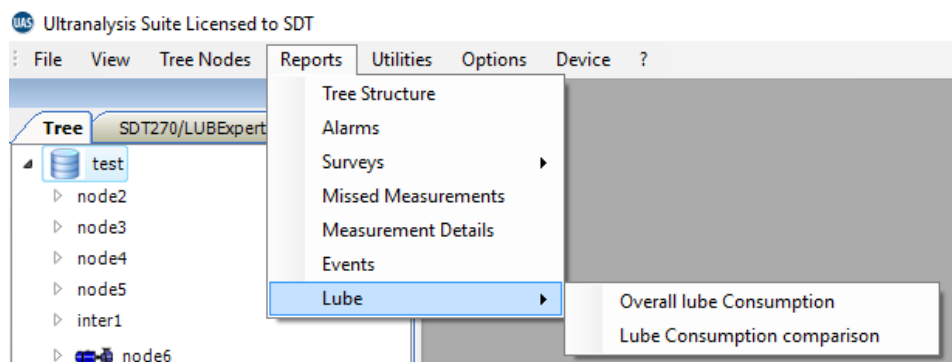 UAS Ultranalysis Suite Licensed to SDT
File View Tree Nodes Reports Utilities Options Device ?
Tree Structure
Tree SDT270/LUBExpert
Alarms
test
Surveys
node2
Missed Measurements
node3
Measurement Details
node4
Events
node5
Lube
Overall lube Consumption
inter1
Lube Consumption comparison
node6